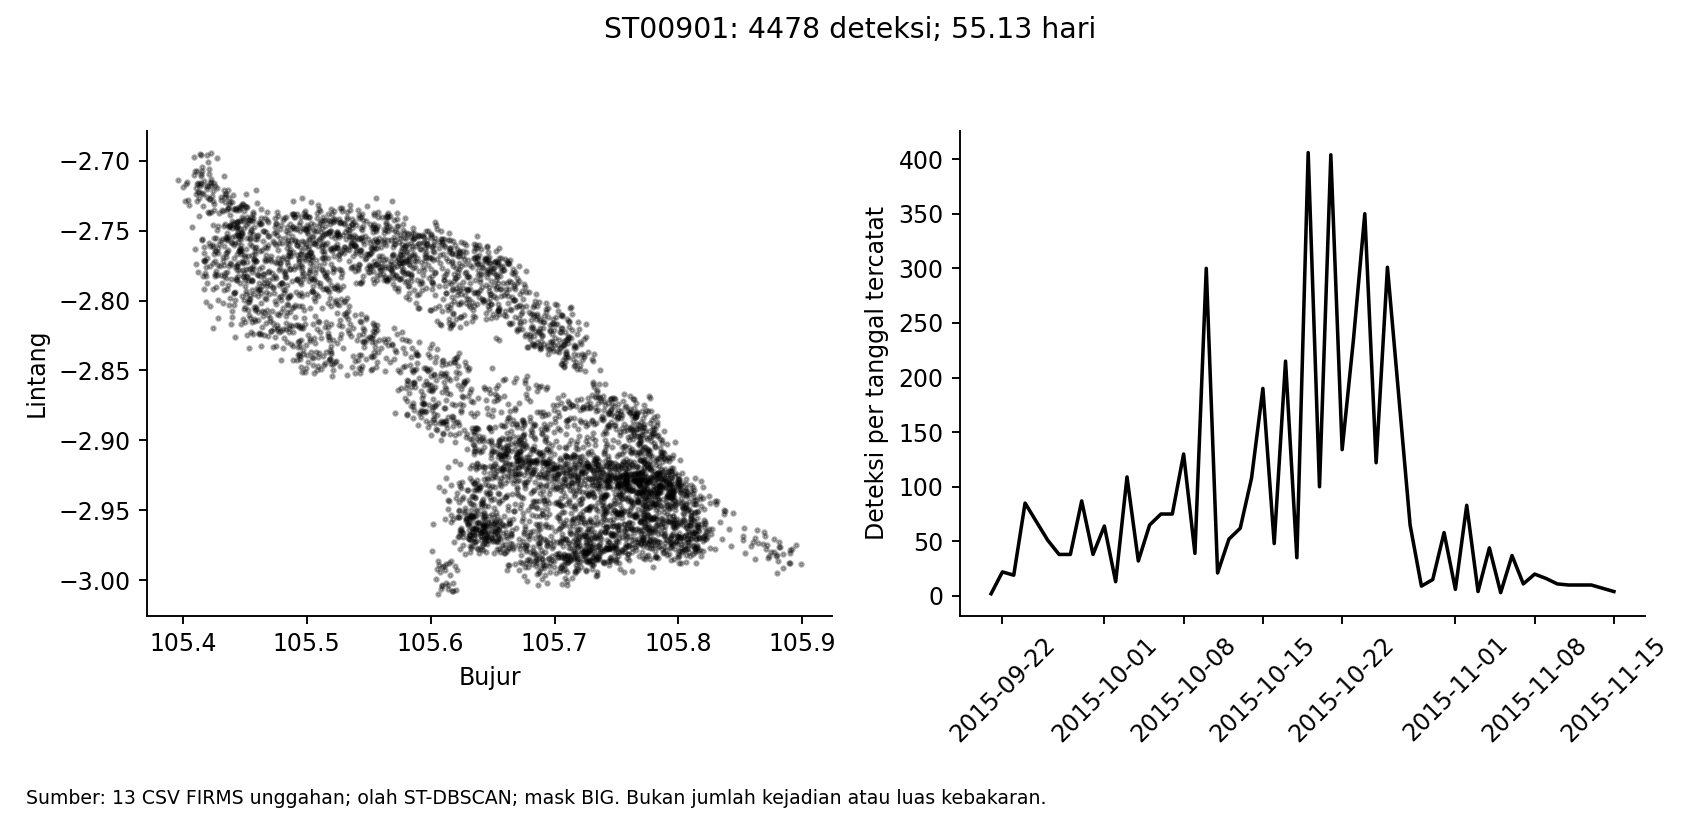 ST00901: 4478 deteksi; 55.13 hari
Lintang
−2.70
−2.75
−2.80
−2.85
−2.90
−2.95
−3.00
105.4 105.5 105.6 105.7 105.8 105.9
Bujur
Deteksi per tanggal tercatat
400
350
300
250
200
150
100
50
0
2015-09-22 2015-10-01 2015-10-08 2015-10-15 2015-10-22 2015-11-01 2015-11-08 2015-11-15
Sumber: 13 CSV FIRMS unggahan; olah ST-DBSCAN; mask BIG. Bukan jumlah kejadian atau luas kebakaran.